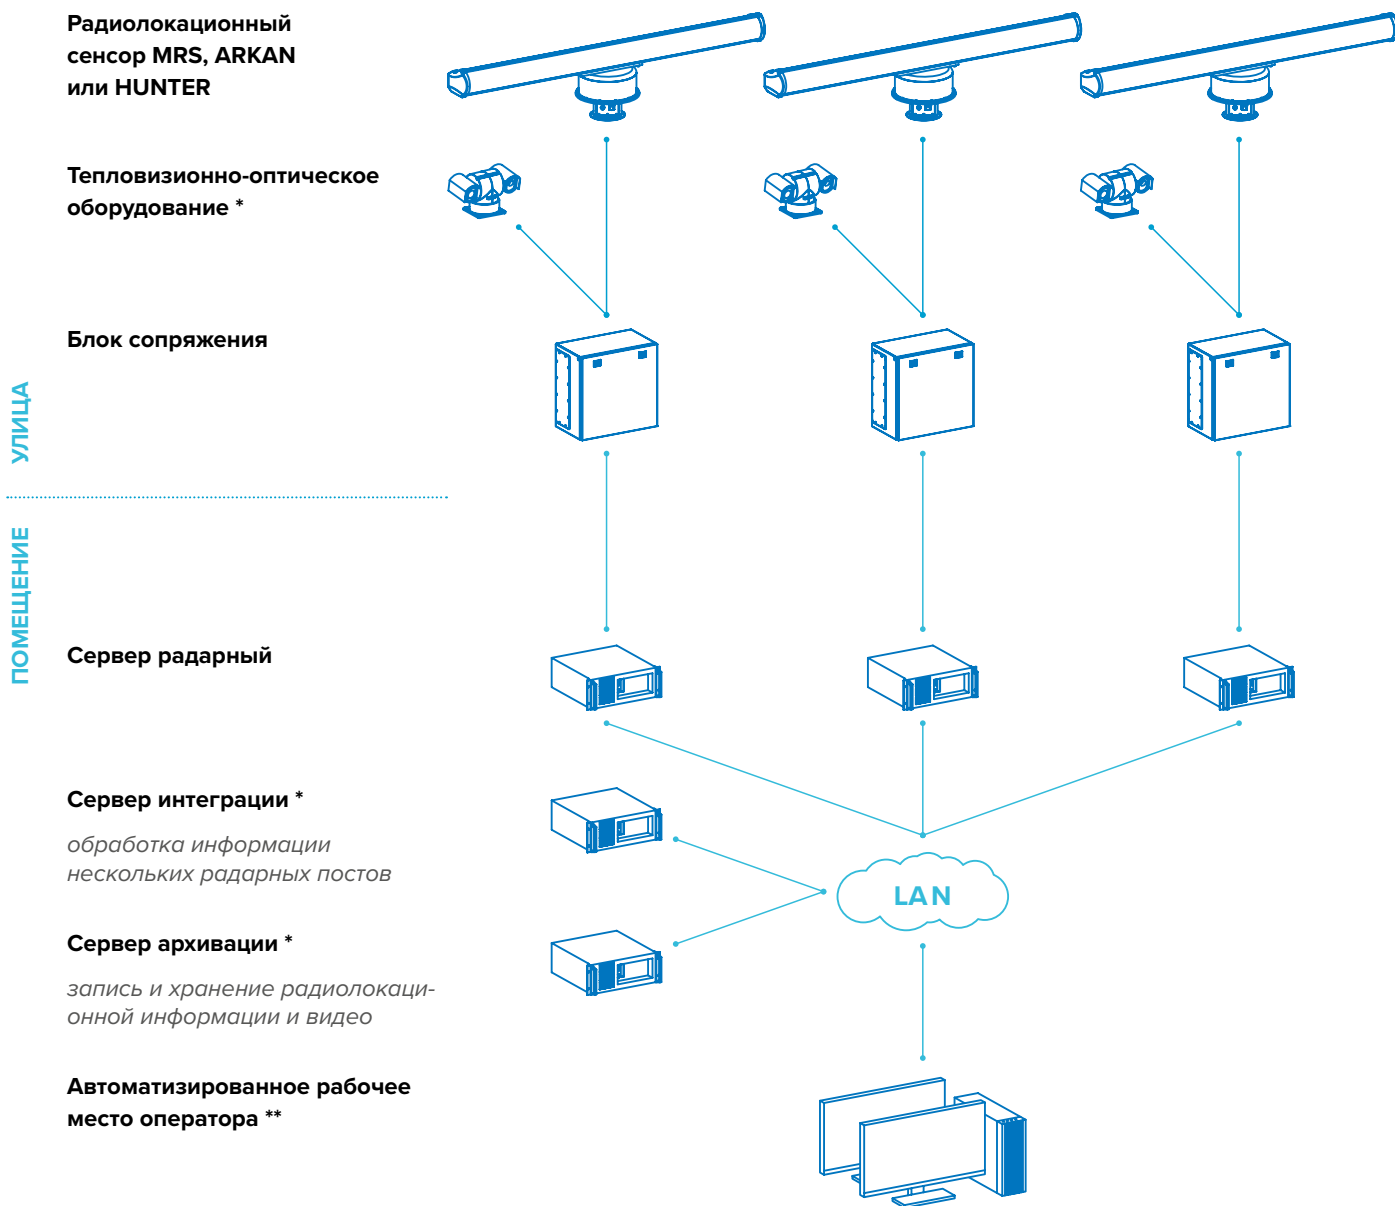 Радиолокационный
сенсор MRS, ARKAN
или HUNTER
Тепловизионно-оптическое
оборудование *
Блок сопряжения
УЛИЦА
ПОМЕЩЕНИЕ
Сервер радарный
Сервер интеграции *
обработка информации
нескольких радарных постов
LAN
Сервер архивации *
запись и хранение радиолокаци-
онной информации и видео
Автоматизированное рабочее
место оператора **